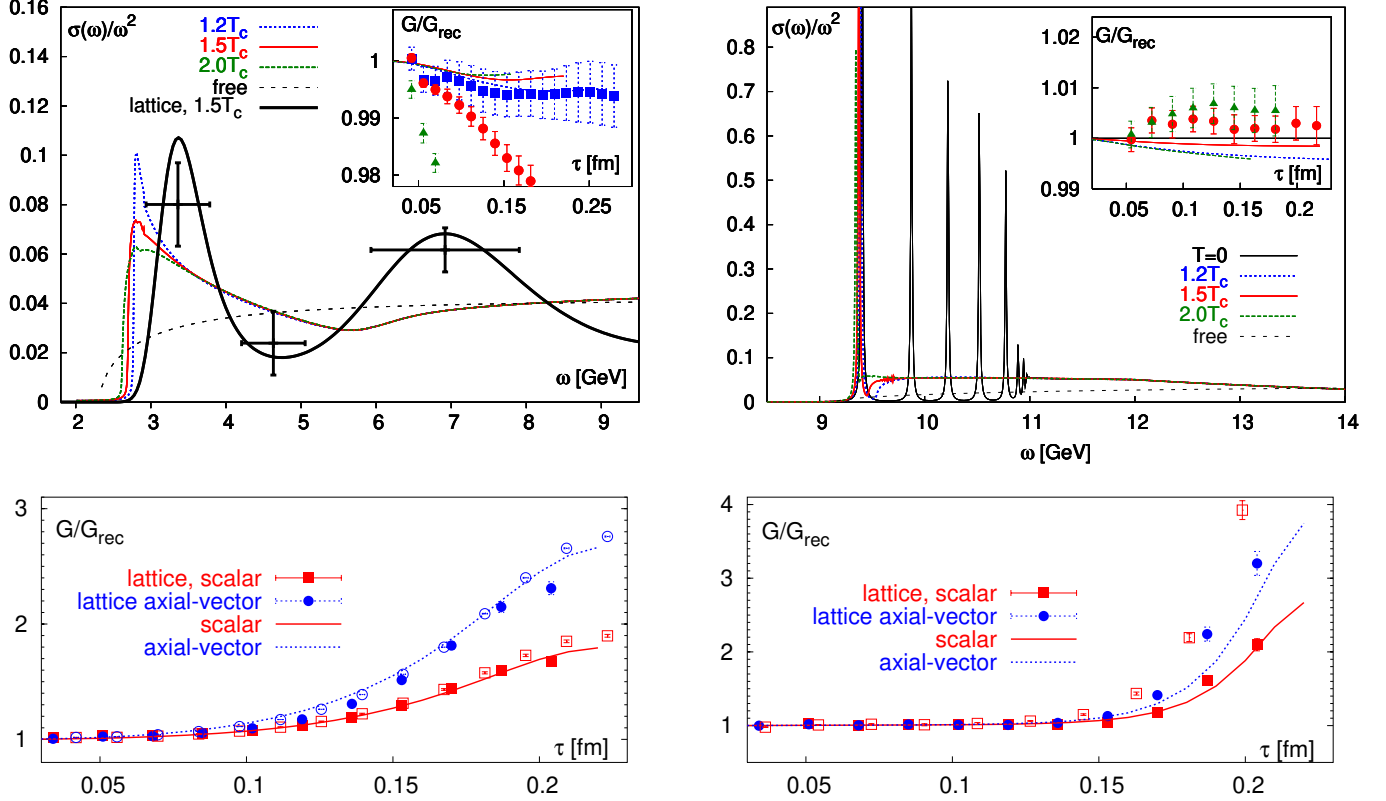 σ(ω)/ω²
1.2Tc
1.5Tc
2.0Tc
free
lattice, 1.5Tc
0.16
0.14
0.12
0.1
0.08
0.06
0.04
0.02
0
2 3 4 5 6 7 8 9
ω [GeV]
G/Grec
1
0.99
0.98
0.05 0.15 0.25
τ [fm]
σ(ω)/ω²
0.8
0.7
0.6
0.5
0.4
0.3
0.2
0.1
0
9 10 11 12 13 14
ω [GeV]
G/Grec
1.02
1.01
1
0.99
0.05 0.1 0.15 0.2
τ [fm]
T=0
1.2Tc
1.5Tc
2.0Tc
free
G/Grec
lattice, scalar
lattice axial-vector
scalar
axial-vector
3
2
1
τ [fm]
0.05 0.1 0.15 0.2
G/Grec
lattice, scalar
lattice axial-vector
scalar
axial-vector
4
3
2
1
τ [fm]
0.05 0.1 0.15 0.2